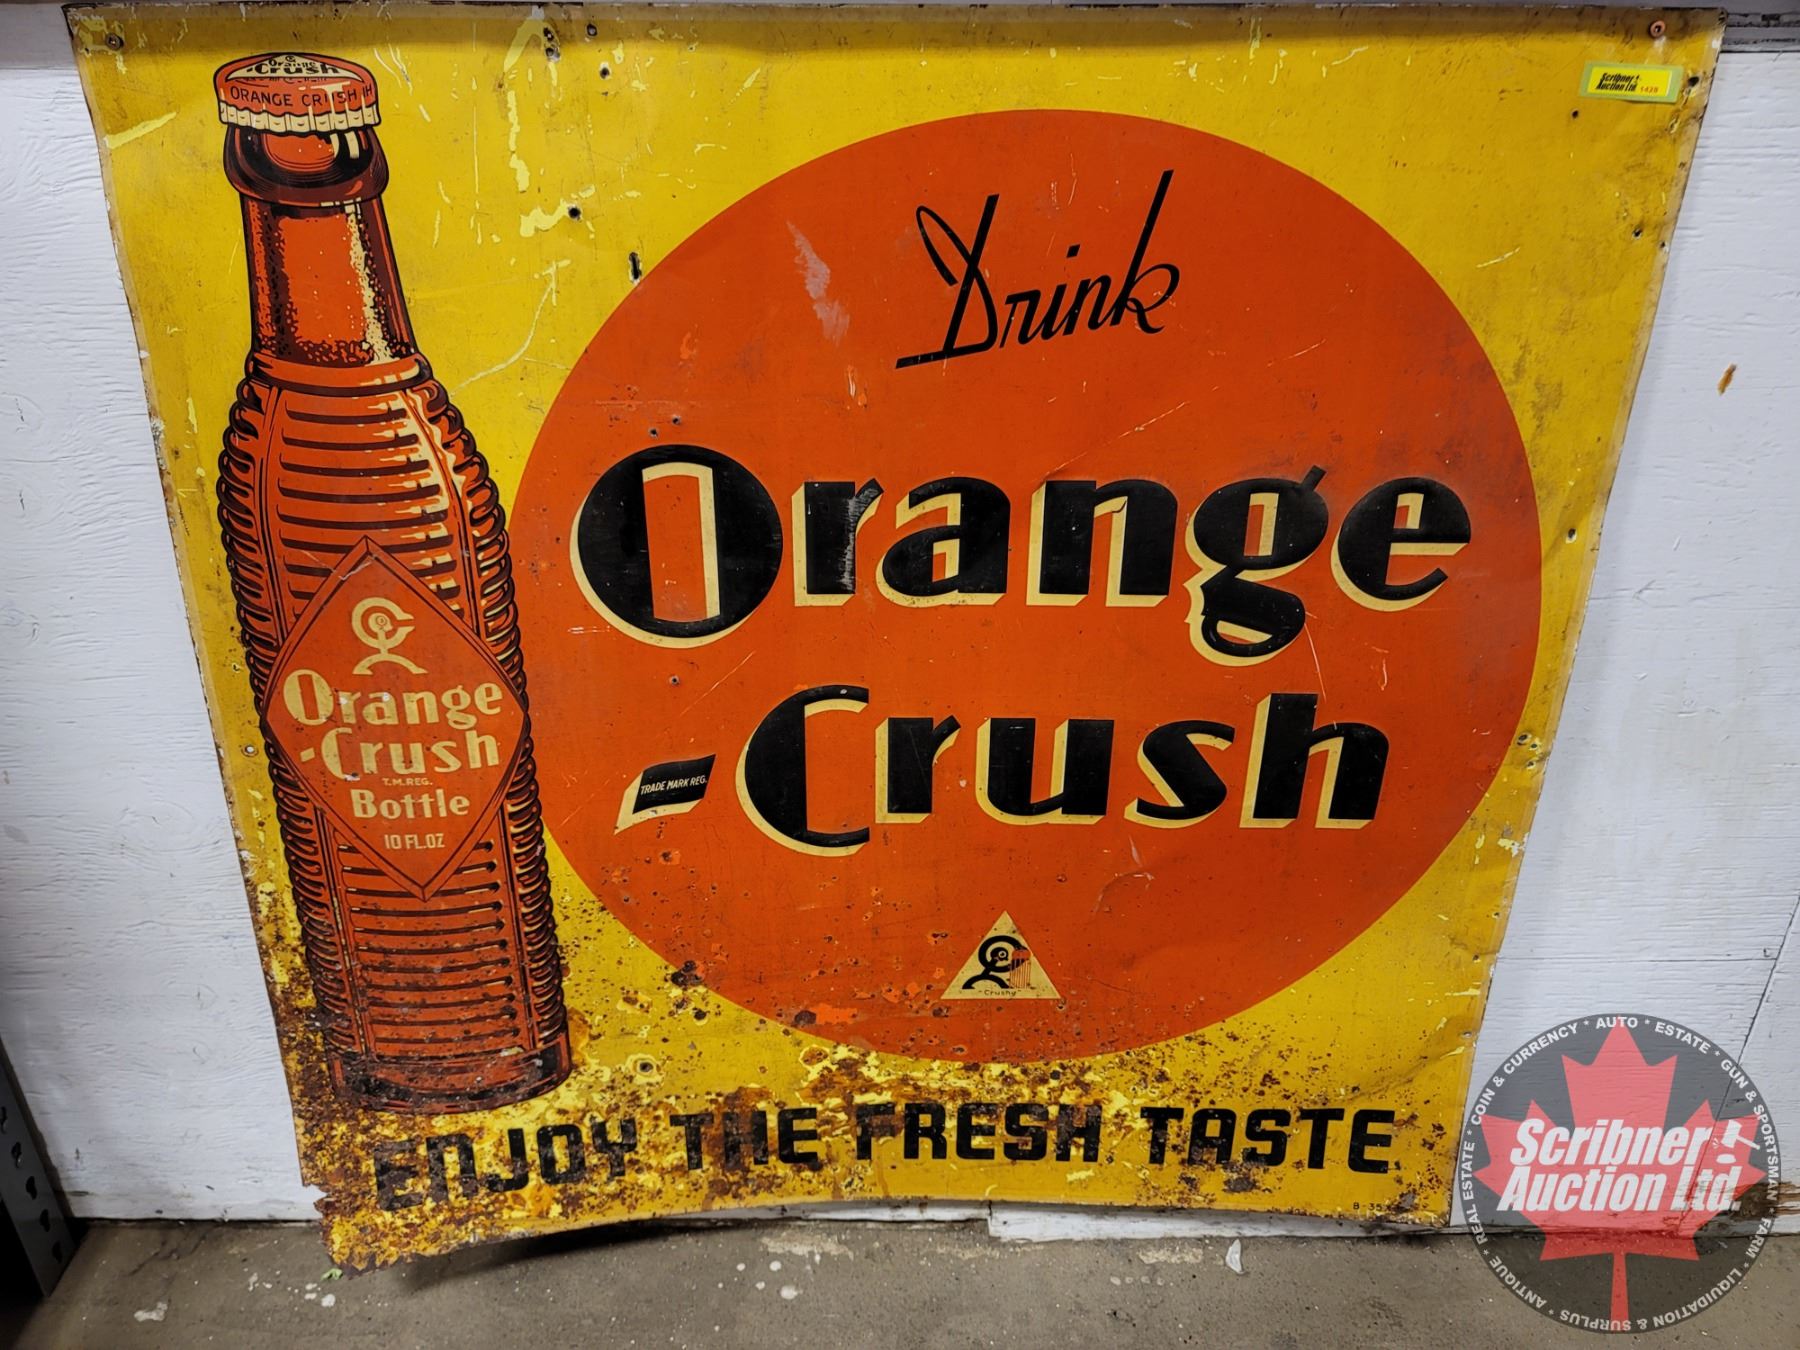 Orange
Crush
ORANGE CRUSH
Scribner
Auction Ltd. 1428
Drink
Orange
-Crush
TRADE MARK REG.
Orange
-Crush
T.M.REG.
Bottle
10 FL.OZ
"Crushy"
ENJOY THE FRESH TASTE
COIN & CURRENCY * AUTO * ESTATE * GUN & SPORTSMAN * FARM * LIQUIDATION & SURPLUS * ANTIQUE * REAL ESTATE *
Scribner
Auction Ltd.